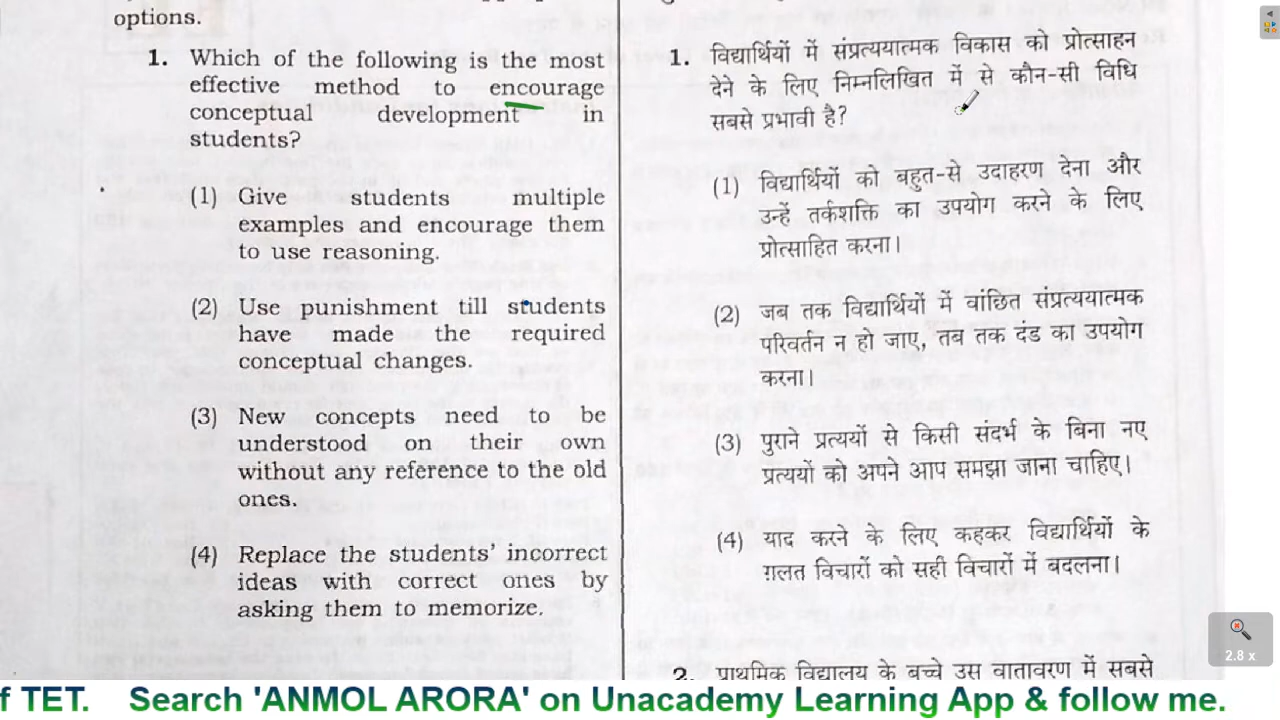 options.
1. Which of the following is the most
effective method to encourage
conceptual development in
students?
(1) Give students multiple
examples and encourage them
to use reasoning.
(2) Use punishment till students
have made the required
conceptual changes.
(3) New concepts need to be
understood on their own
without any reference to the old
ones.
(4) Replace the students' incorrect
ideas with correct ones by
asking them to memorize.
1. विद्यार्थियों में संप्रत्ययात्मक विकास को प्रोत्साहन
देने के लिए निम्नलिखित में से कौन-सी विधि
सबसे प्रभावी है?
(1) विद्यार्थियों को बहुत-से उदाहरण देना और
उन्हें तर्कशक्ति का उपयोग करने के लिए
प्रोत्साहित करना।
(2) जब तक विद्यार्थियों में वांछित संप्रत्ययात्मक
परिवर्तन न हो जाए, तब तक दंड का उपयोग
करना।
(3) पुराने प्रत्ययों से किसी संदर्भ के बिना नए
प्रत्ययों को अपने आप समझा जाना चाहिए।
(4) याद करने के लिए कहकर विद्यार्थियों के
ग़लत विचारों को सही विचारों में बदलना।
2. प्राथमिक विद्यालय के बच्चे उस वातावरण में सबसे
2.8 x
f TET. Search 'ANMOL ARORA' on Unacademy Learning App & follow me.